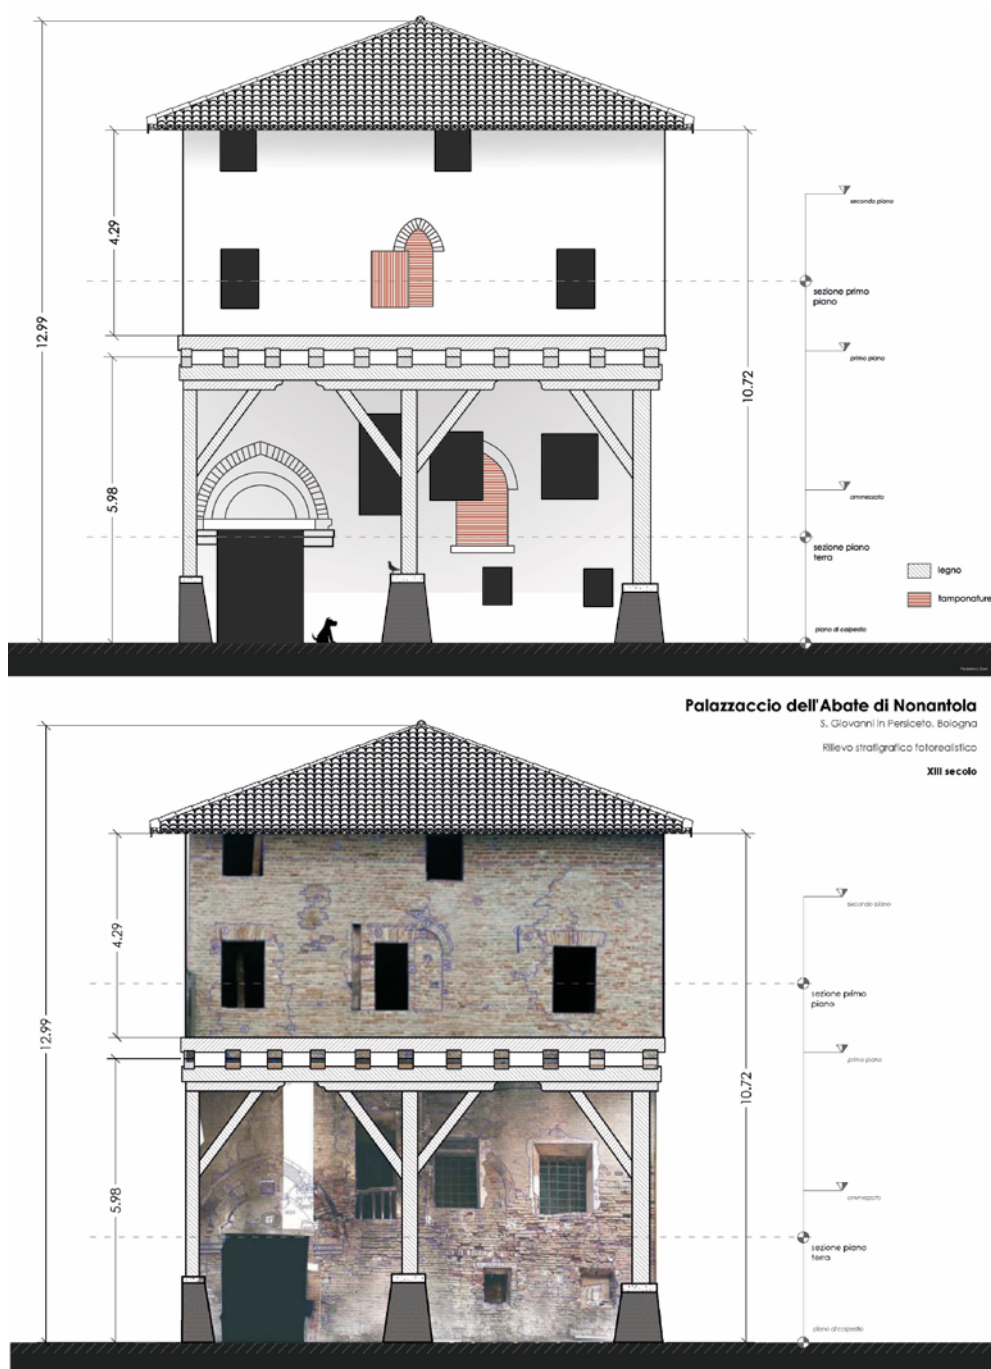 12.99
4.29
5.98
10.72
secondo piano
sezione primo
piano
primo piano
ammezzato
sezione piano
terra
piano di calpestio
legno
tamponature
Palazzaccio dell'Abate di Nonantola
S. Giovanni in Persiceto, Bologna
Rilievo stratigrafico fotorealistico
XIII secolo
12.99
4.29
5.98
10.72
secondo piano
sezione primo
piano
primo piano
ammezzato
sezione piano
terra
piano di calpestio